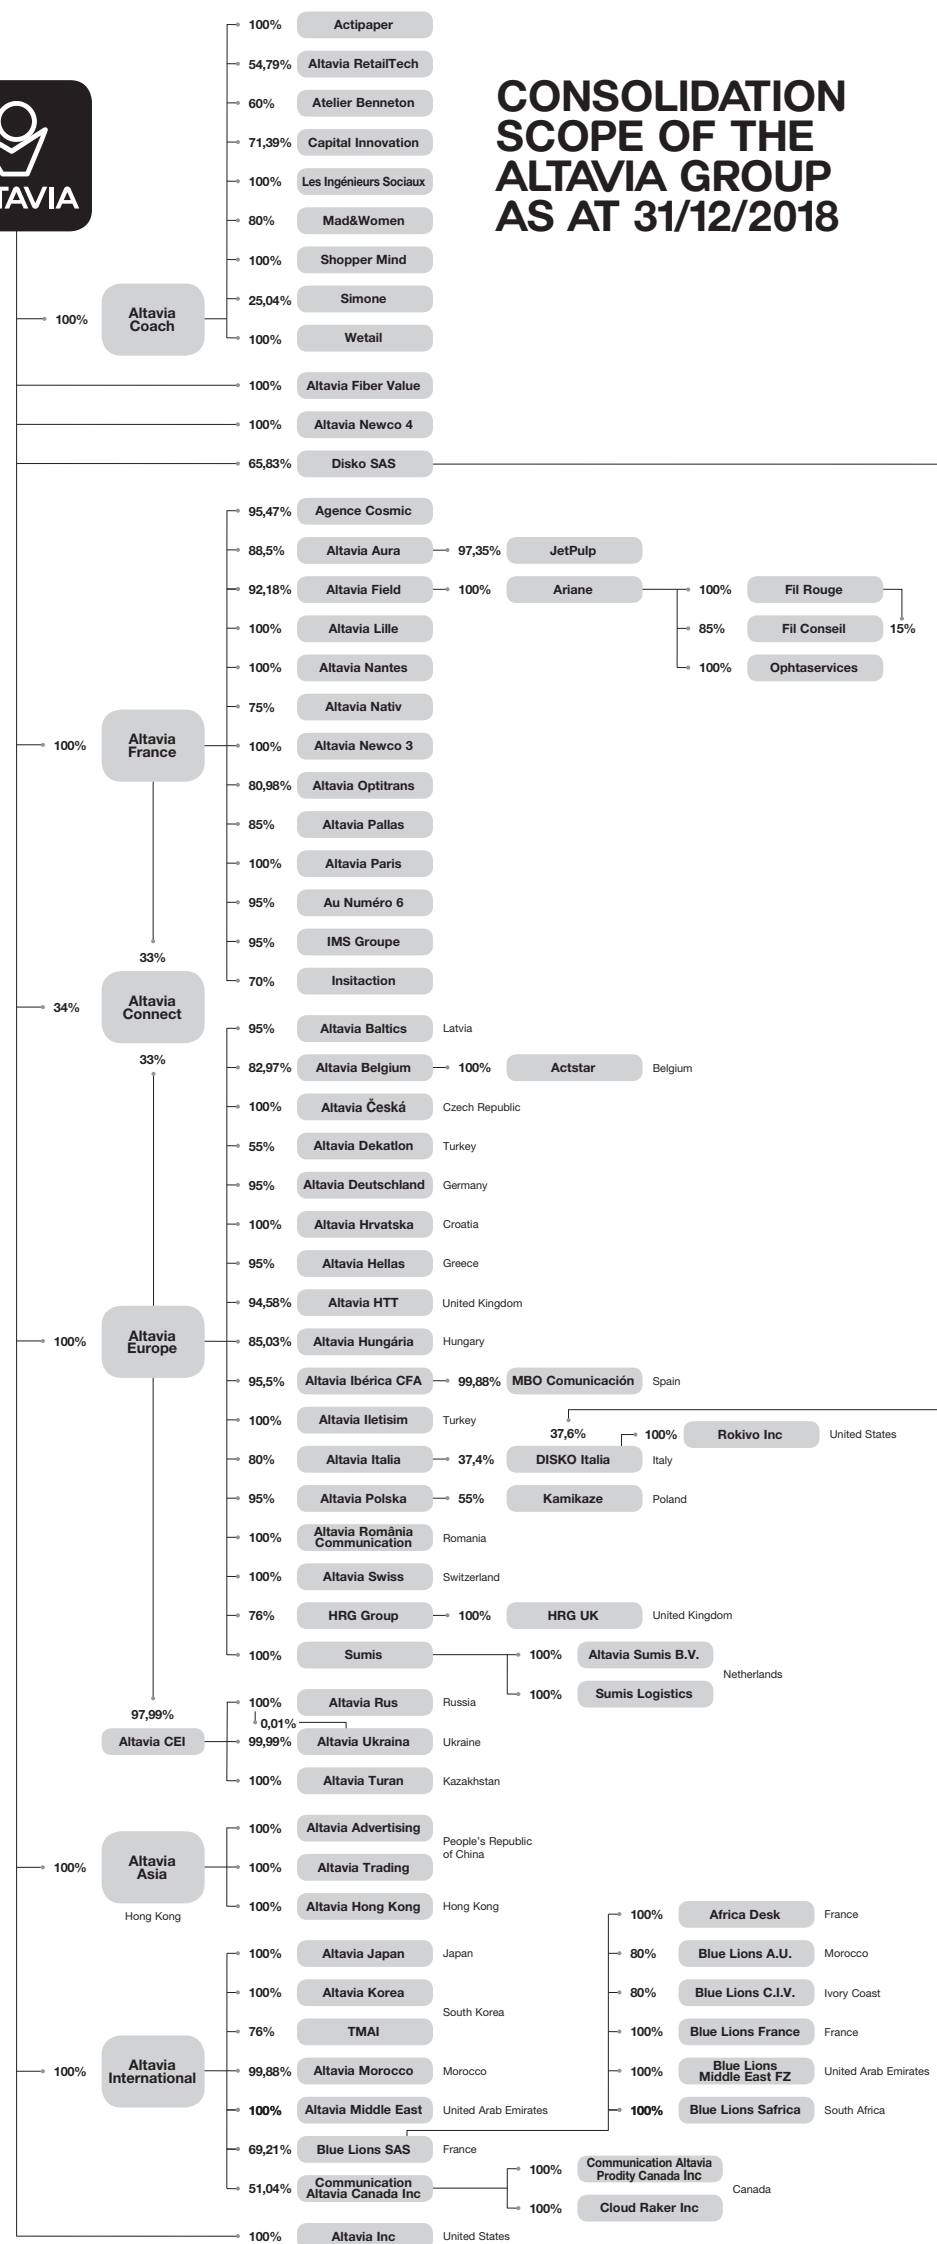 CONSOLIDATION
SCOPE OF THE
ALTAVIA GROUP
AS AT 31/12/2018
TAVIA
100% Actipaper
54,79% Altavia RetailTech
60% Atelier Benneton
71,39% Capital Innovation
100% Les Ingénieurs Sociaux
80% Mad&Women
100% Shopper Mind
25,04% Simone
100% Wetail
100% Altavia
Coach
100% Altavia Fiber Value
100% Altavia Newco 4
65,83% Disko SAS
95,47% Agence Cosmic
88,5% Altavia Aura 97,35% JetPulp
92,18% Altavia Field 100% Ariane 100% Fil Rouge
100% Altavia Lille 85% Fil Conseil 15%
100% Altavia Nantes 100% Ophtaservices
75% Altavia Nativ
100% Altavia
France
100% Altavia Newco 3
80,98% Altavia Optitrans
85% Altavia Pallas
100% Altavia Paris
95% Au Numéro 6
95% IMS Groupe
70% Insitaction
33%
34% Altavia
Connect
33%
95% Altavia Baltics Latvia
82,97% Altavia Belgium 100% Actstar Belgium
100% Altavia Česká Czech Republic
55% Altavia Dekatlon Turkey
95% Altavia Deutschland Germany
100% Altavia Hrvatska Croatia
95% Altavia Hellas Greece
94,58% Altavia HTT United Kingdom
100% Altavia
Europe
85,03% Altavia Hungária Hungary
95,5% Altavia Ibérica CFA 99,88% MBO Comunicación Spain
100% Altavia Iletisim Turkey
37,6% 100% Rokivo Inc United States
80% Altavia Italia 37,4% DISKO Italia Italy
95% Altavia Polska 55% Kamikaze Poland
100% Altavia România
Communication Romania
100% Altavia Swiss Switzerland
76% HRG Group 100% HRG UK United Kingdom
100% Sumis 100% Altavia Sumis B.V.
Netherlands
100% Sumis Logistics
97,99%
Altavia CEI
100% Altavia Rus Russia
0,01%
99,99% Altavia Ukraina Ukraine
100% Altavia Turan Kazakhstan
100% Altavia
Asia
Hong Kong
100% Altavia Advertising
People's Republic
of China
100% Altavia Trading
100% Altavia Hong Kong Hong Kong
100% Altavia
International
100% Altavia Japan Japan
100% Altavia Korea
South Korea
76% TMAI
99,88% Altavia Morocco Morocco
100% Altavia Middle East United Arab Emirates
69,21% Blue Lions SAS France
100% Africa Desk France
80% Blue Lions A.U. Morocco
80% Blue Lions C.I.V. Ivory Coast
100% Blue Lions France France
100% Blue Lions
Middle East FZ United Arab Emirates
100% Blue Lions Safrica South Africa
51,04% Communication
Altavia Canada Inc
100% Communication Altavia
Prodity Canada Inc
Canada
100% Cloud Raker Inc
100% Altavia Inc United States